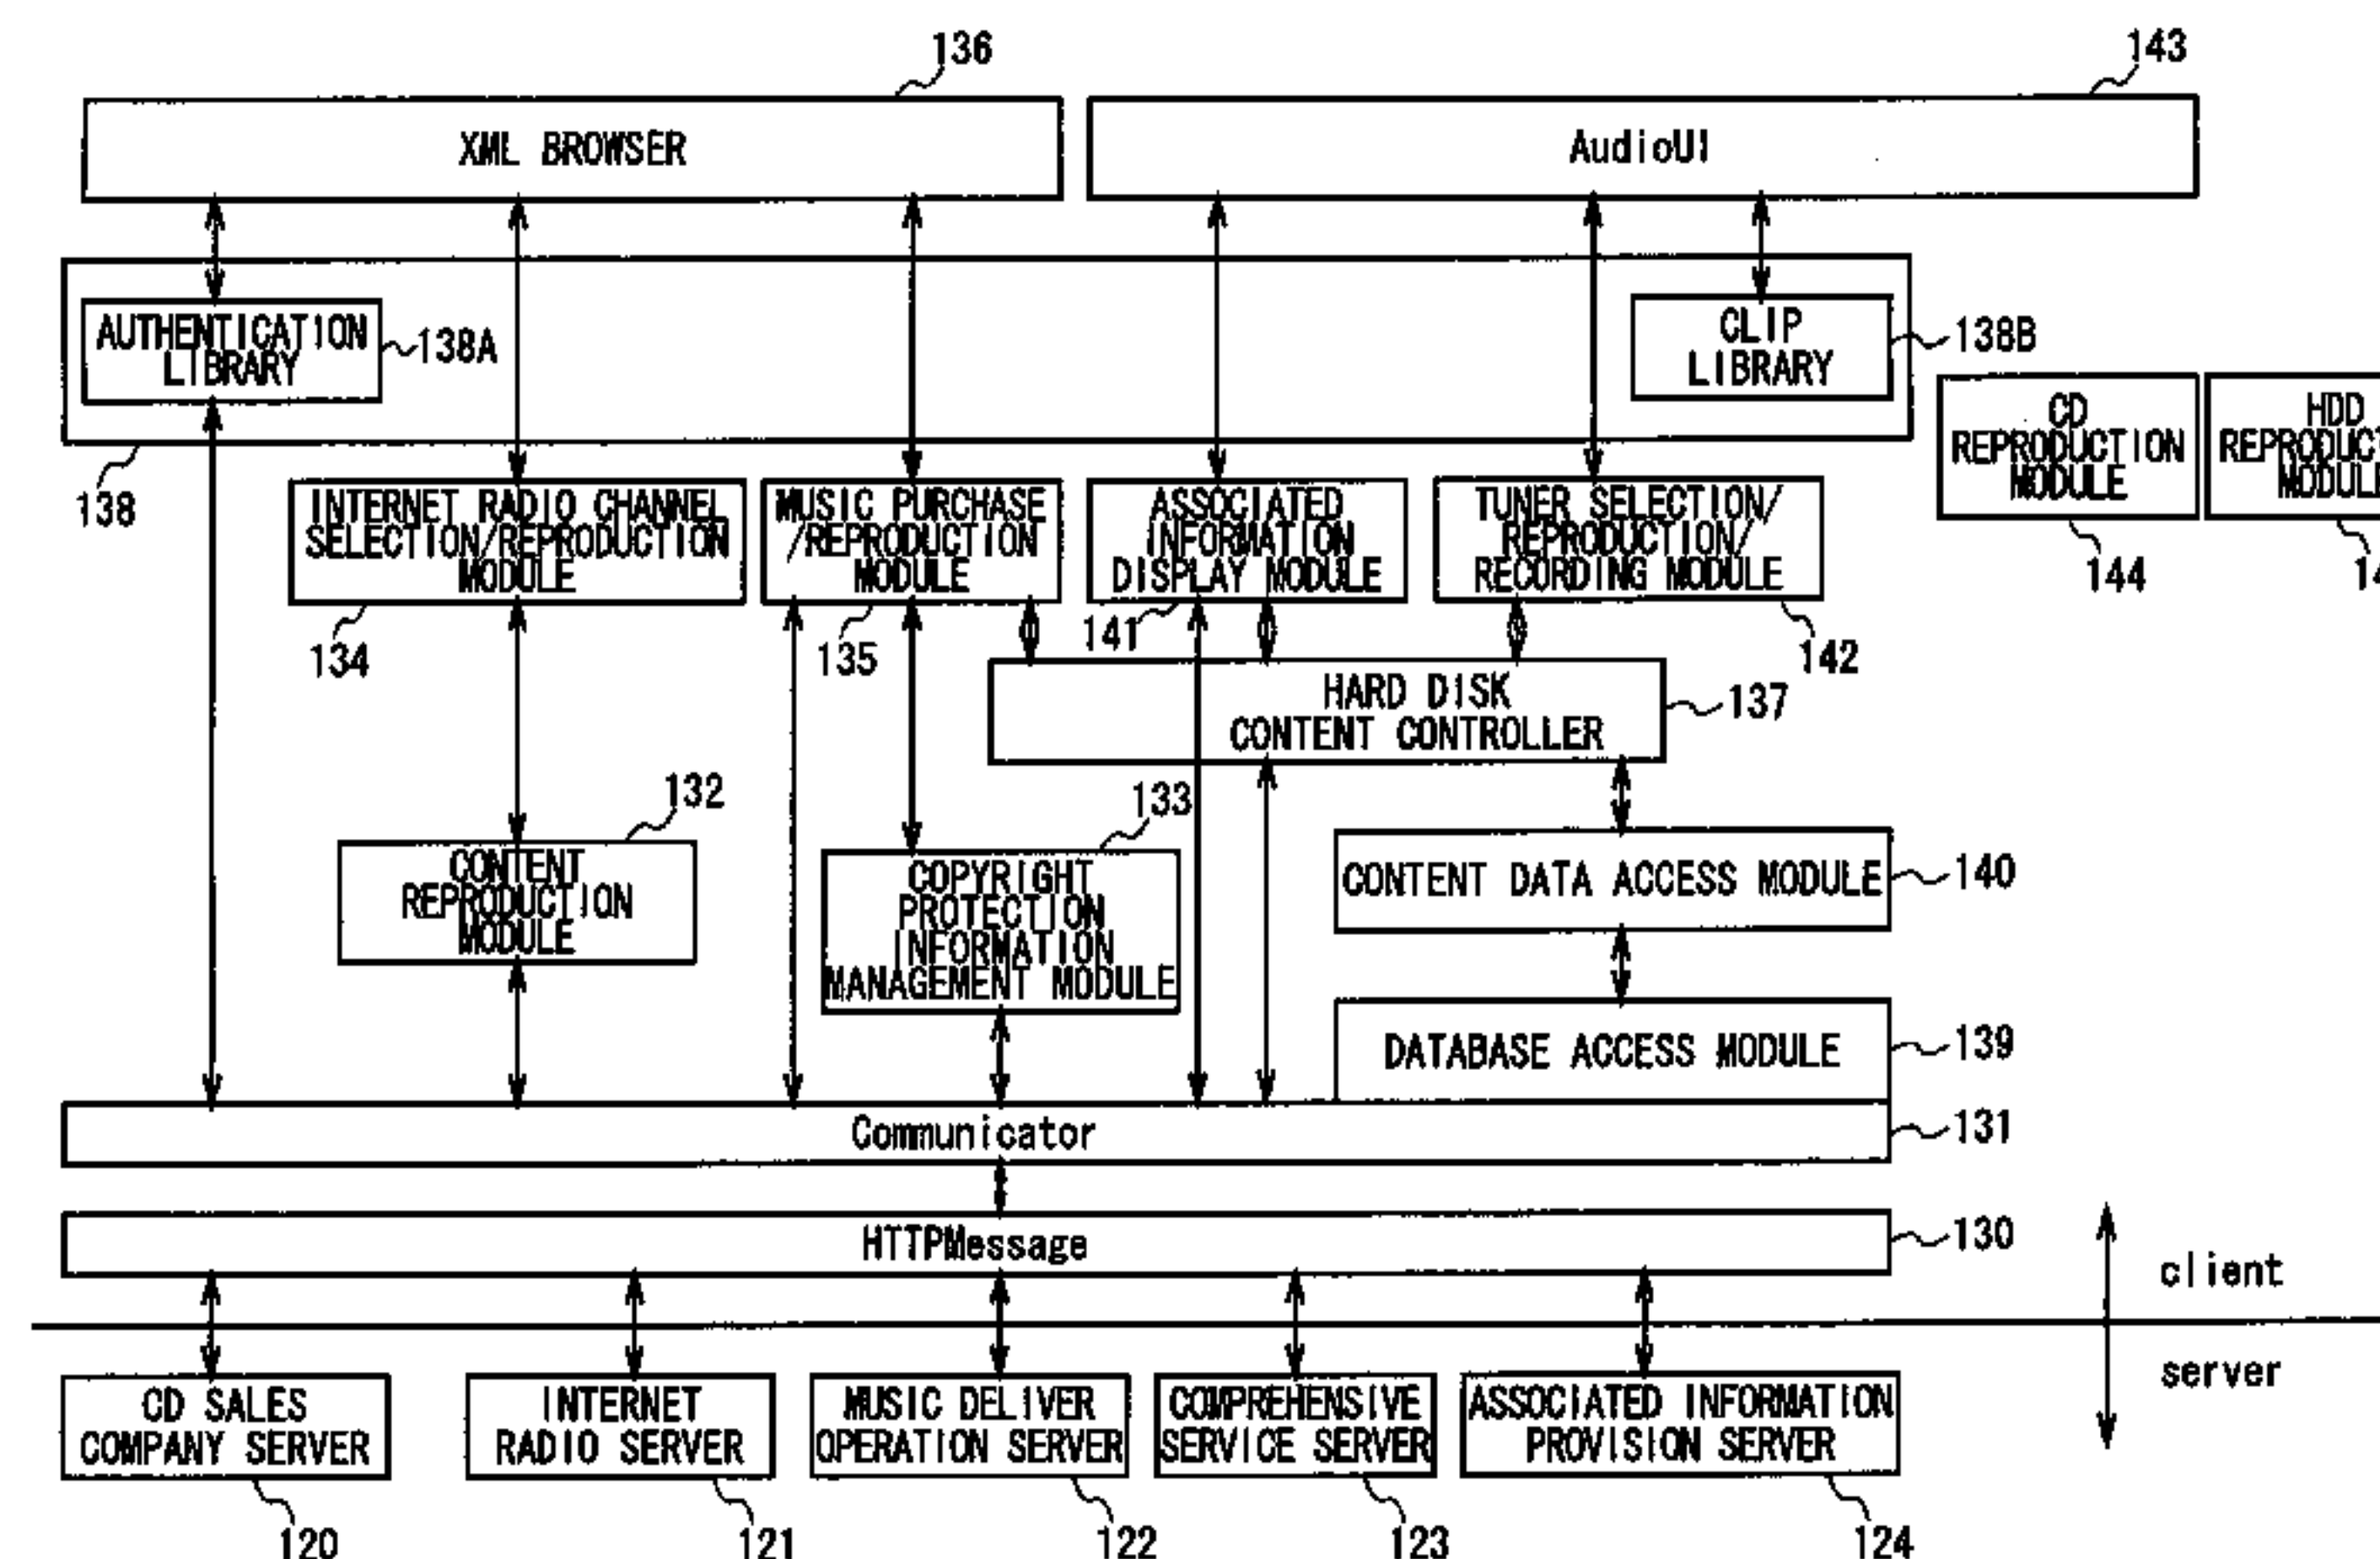 136
143
XML BROWSER
AudioUI
AUTHENTICATION
LIBRARY
138A
CLIP
LIBRARY
138B
138
CD
REPRODUCTION
MODULE
144
HDD
INTERNET RADIO CHANNEL
SELECTION/REPRODUCTION
MODULE
134
MUSIC PURCHASE
/REPRODUCTION
MODULE
135
ASSOCIATED
INFORMATION
DISPLAY MODULE
141
TUNER SELECTION/
REPRODUCTION/
RECORDING MODULE
142
HARD DISK
CONTENT CONTROLLER
137
132
CONTENT
REPRODUCTION
MODULE
133
COPYRIGHT
PROTECTION
INFORMATION
MANAGEMENT MODULE
CONTENT DATA ACCESS MODULE
140
DATABASE ACCESS MODULE
139
Communicator
131
HTTPMessage
130
client
server
CD SALES
COMPANY SERVER
120
INTERNET
RADIO SERVER
121
MUSIC DELIVER
OPERATION SERVER
122
COMPREHENSIVE
SERVICE SERVER
123
ASSOCIATED INFORMATION
PROVISION SERVER
124